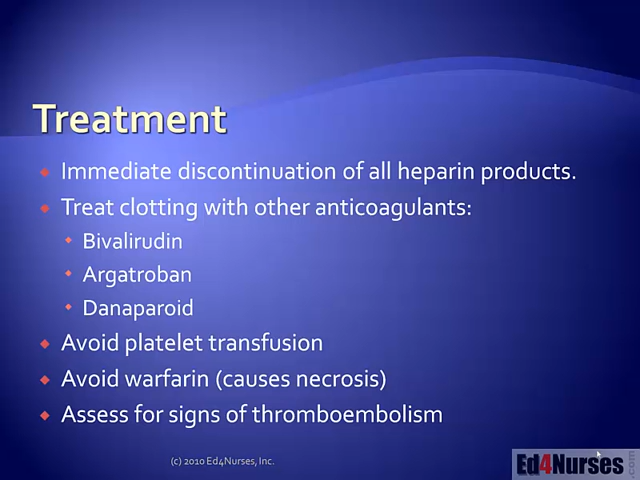 Treatment
Immediate discontinuation of all heparin products.
Treat clotting with other anticoagulants:
Bivalirudin
Argatroban
Danaparoid
Avoid platelet transfusion
Avoid warfarin (causes necrosis)
Assess for signs of thromboembolism
(c) 2010 Ed4Nurses, Inc.
Ed4Nurses.com